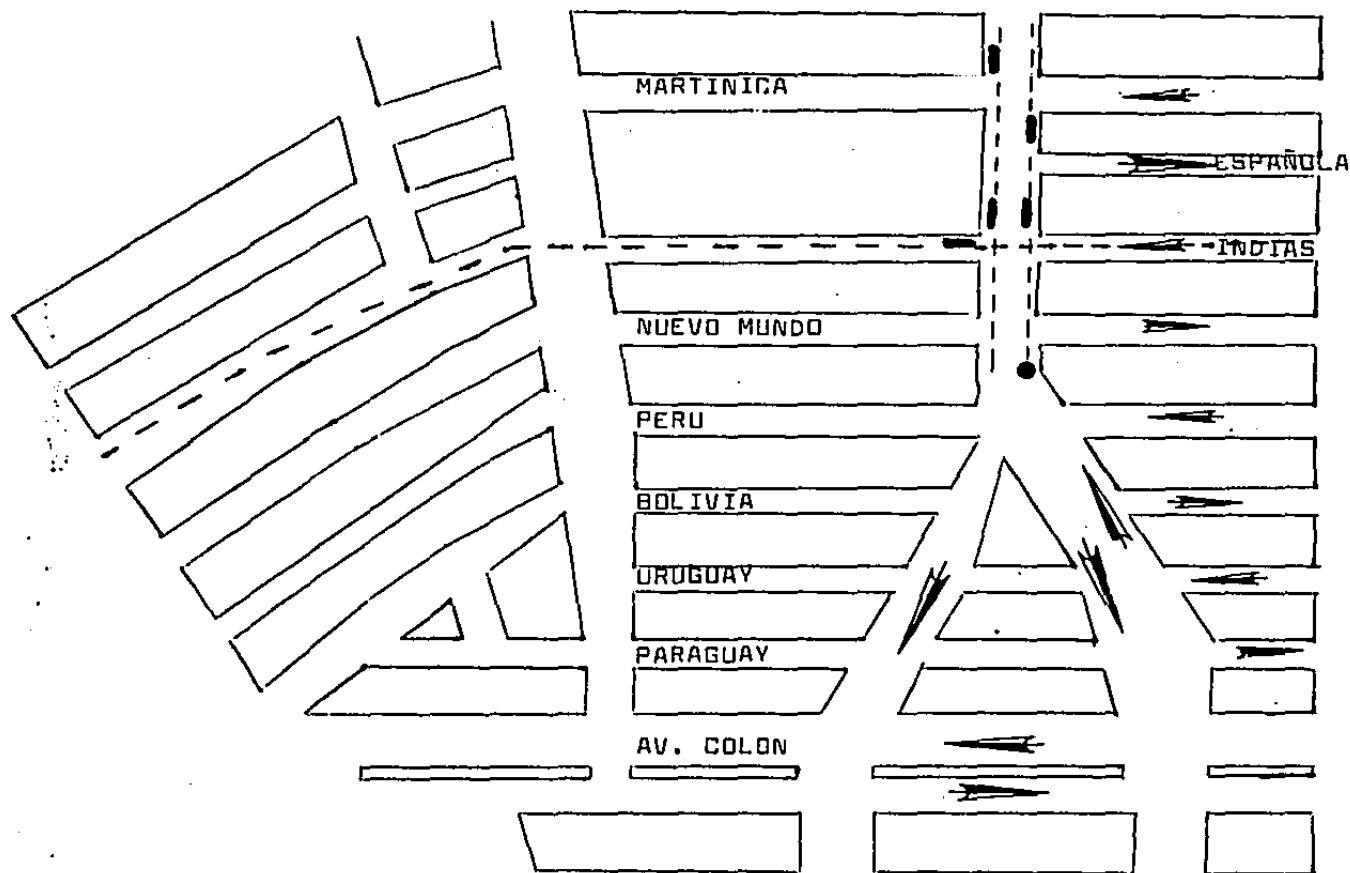 MARTINICA
ESPAÑOLA
INDIAS
NUEVO MUNDO
PERU
BOLIVIA
URUGUAY
PARAGUAY
AV. COLON